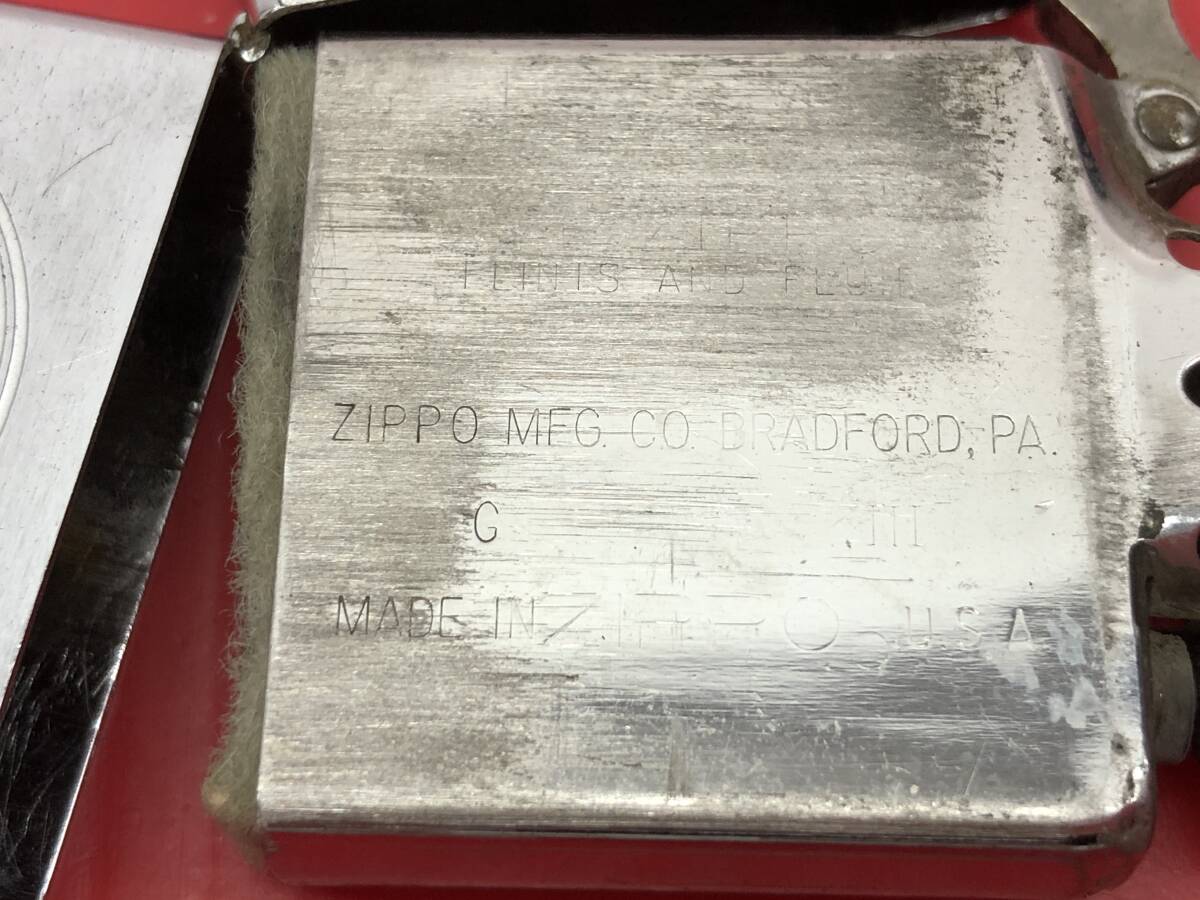 FLINTS AND FLUID
ZIPPO MFG. CO. BRADFORD, PA.
G III
MADE IN U.S.A